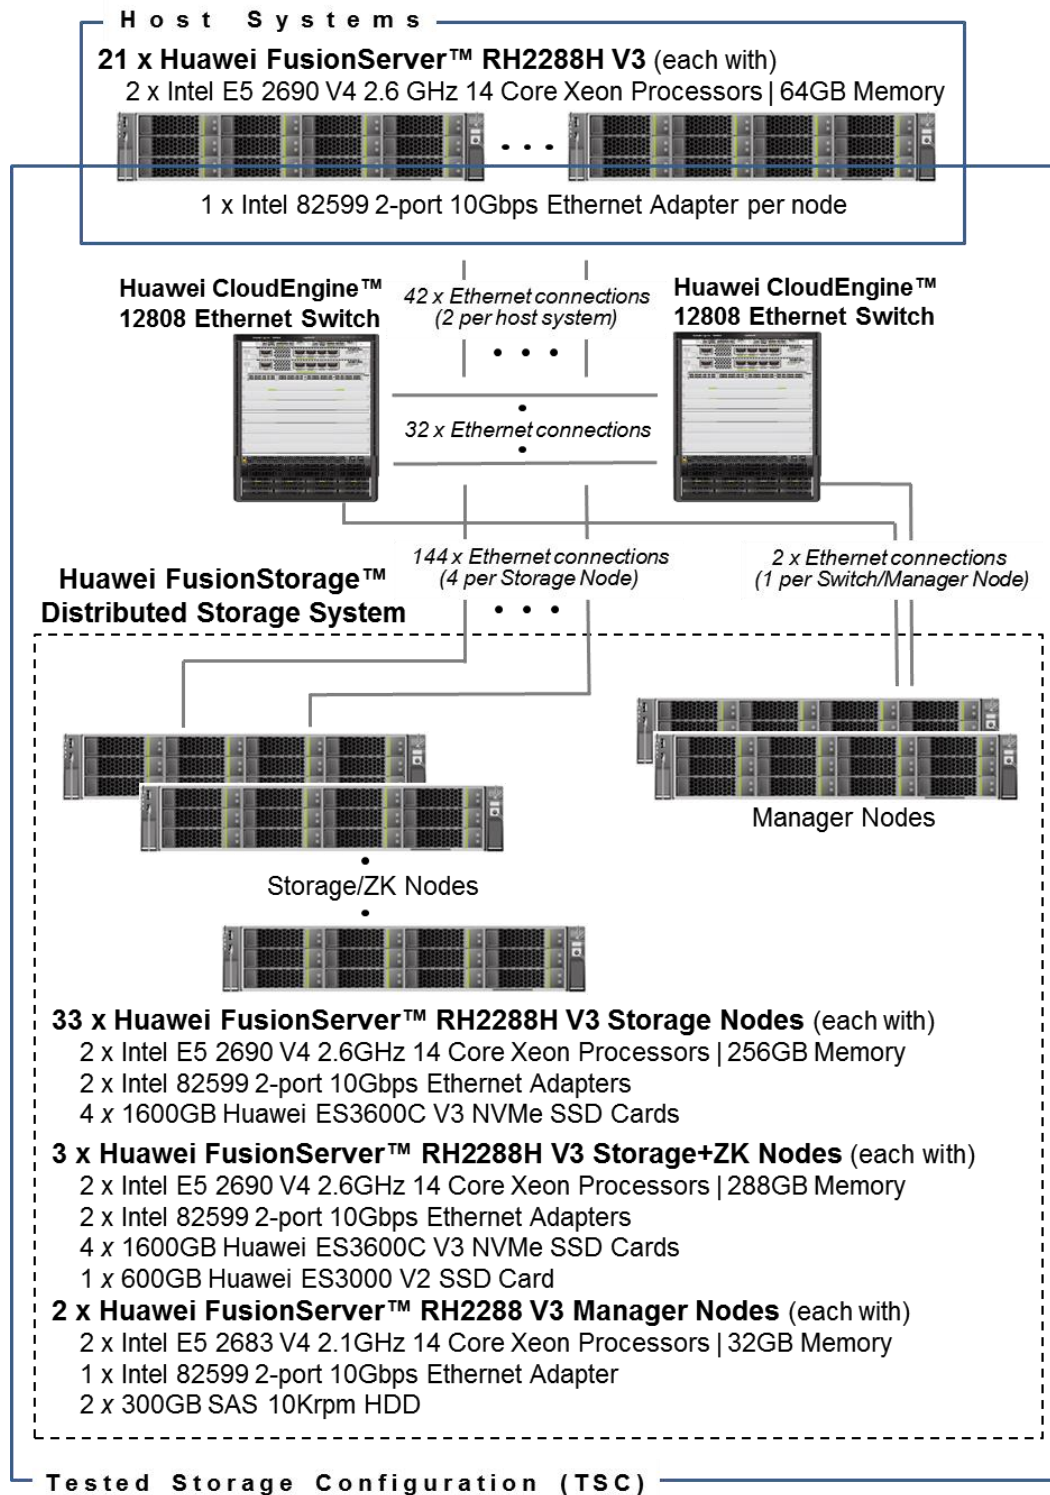 Host Systems
21 x Huawei FusionServer™ RH2288H V3 (each with)
2 x Intel E5 2690 V4 2.6 GHz 14 Core Xeon Processors | 64GB Memory
1 x Intel 82599 2-port 10Gbps Ethernet Adapter per node
Huawei CloudEngine™
12808 Ethernet Switch
42 x Ethernet connections
(2 per host system)
Huawei CloudEngine™
12808 Ethernet Switch
32 x Ethernet connections
144 x Ethernet connections
(4 per Storage Node)
2 x Ethernet connections
(1 per Switch/Manager Node)
Huawei FusionStorage™
Distributed Storage System
Manager Nodes
Storage/ZK Nodes
33 x Huawei FusionServer™ RH2288H V3 Storage Nodes (each with)
2 x Intel E5 2690 V4 2.6GHz 14 Core Xeon Processors | 256GB Memory
2 x Intel 82599 2-port 10Gbps Ethernet Adapters
4 x 1600GB Huawei ES3600C V3 NVMe SSD Cards
3 x Huawei FusionServer™ RH2288H V3 Storage+ZK Nodes (each with)
2 x Intel E5 2690 V4 2.6GHz 14 Core Xeon Processors | 288GB Memory
2 x Intel 82599 2-port 10Gbps Ethernet Adapters
4 x 1600GB Huawei ES3600C V3 NVMe SSD Cards
1 x 600GB Huawei ES3000 V2 SSD Card
2 x Huawei FusionServer™ RH2288 V3 Manager Nodes (each with)
2 x Intel E5 2683 V4 2.1GHz 14 Core Xeon Processors | 32GB Memory
1 x Intel 82599 2-port 10Gbps Ethernet Adapter
2 x 300GB SAS 10Krpm HDD
Tested Storage Configuration (TSC)